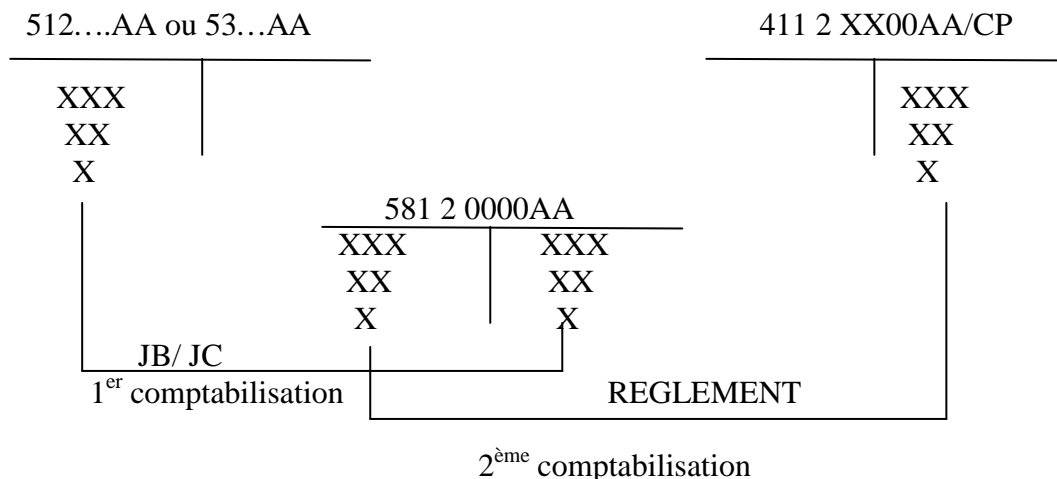 512….AA ou 53…AA 411 2 XX00AA/CP
XXX XXX
XX XX
X X
581 2 0000AA
XXX XXX
XX XX
X X
JB/ JC
1er comptabilisation REGLEMENT
2ème comptabilisation